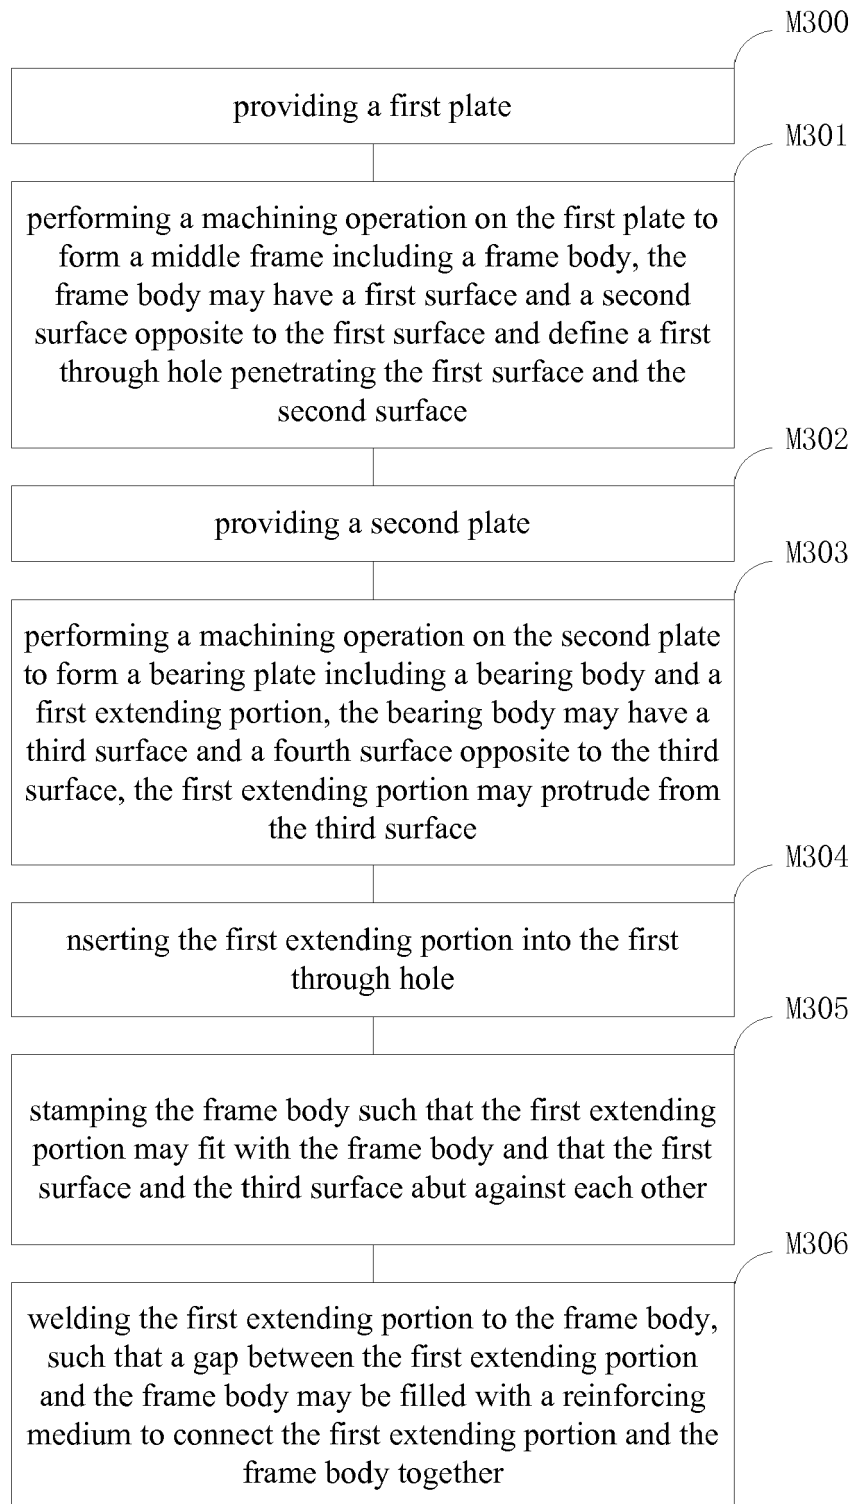 M300
providing a first plate
M301
performing a machining operation on the first plate to
form a middle frame including a frame body, the
frame body may have a first surface and a second
surface opposite to the first surface and define a first
through hole penetrating the first surface and the
second surface
M302
providing a second plate
M303
performing a machining operation on the second plate
to form a bearing plate including a bearing body and a
first extending portion, the bearing body may have a
third surface and a fourth surface opposite to the third
surface, the first extending portion may protrude from
the third surface
M304
nserting the first extending portion into the first
through hole
M305
stamping the frame body such that the first extending
portion may fit with the frame body and that the first
surface and the third surface abut against each other
M306
welding the first extending portion to the frame body,
such that a gap between the first extending portion
and the frame body may be filled with a reinforcing
medium to connect the first extending portion and the
frame body together